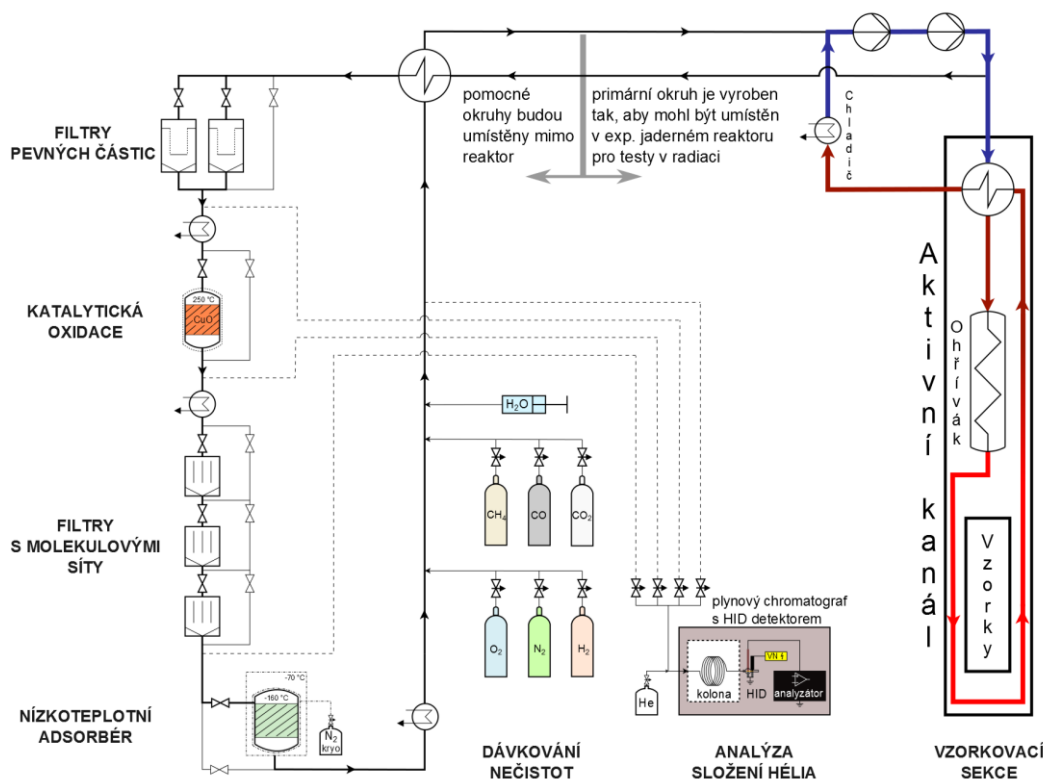 FILTRY
PEVNÝCH ČÁSTIC
pomocné
okruhy budou
umístěny mimo
reaktor
primární okruh je vyroben
tak, aby mohl být umístěn
v exp. jaderném reaktoru
pro testy v radiaci
Chladič
KATALYTICKÁ
OXIDACE
250 °C
CuO
Aktivní kanál
Ohřívák
Vzorky
H₂O
CH₄
CO
CO₂
FILTRY
S MOLEKULOVÝMI
SÍTY
O₂
N₂
H₂
plynový chromatograf
s HID detektorem
kolona
HID
VN
analyzátor
He
NÍZKOTEPLOTNÍ
ADSORBÉR
-70 °C
-160 °C
N₂
kryo
DÁVKOVÁNÍ
NEČISTOT
ANALÝZA
SLOŽENÍ HÉLIA
VZORKOVACÍ
SEKCE